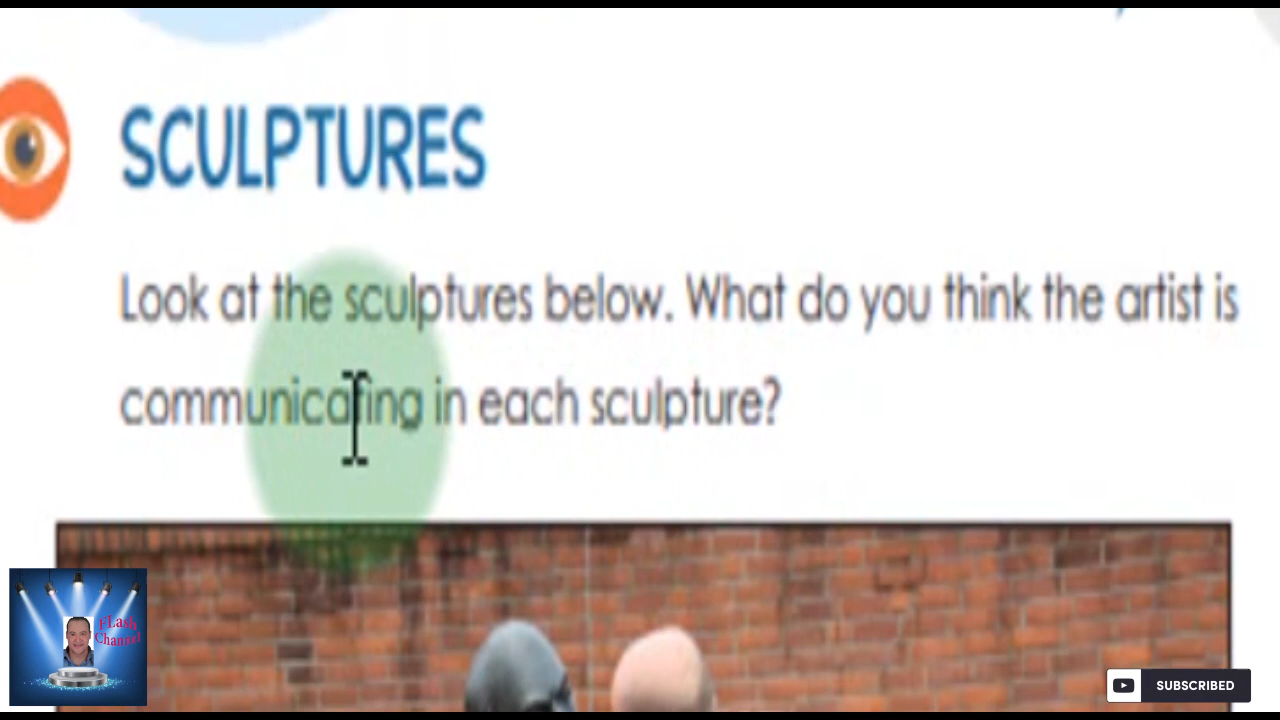 SCULPTURES
Look at the sculptures below. What do you think the artist is
communicating in each sculpture?
FLash
Channel
SUBSCRIBED